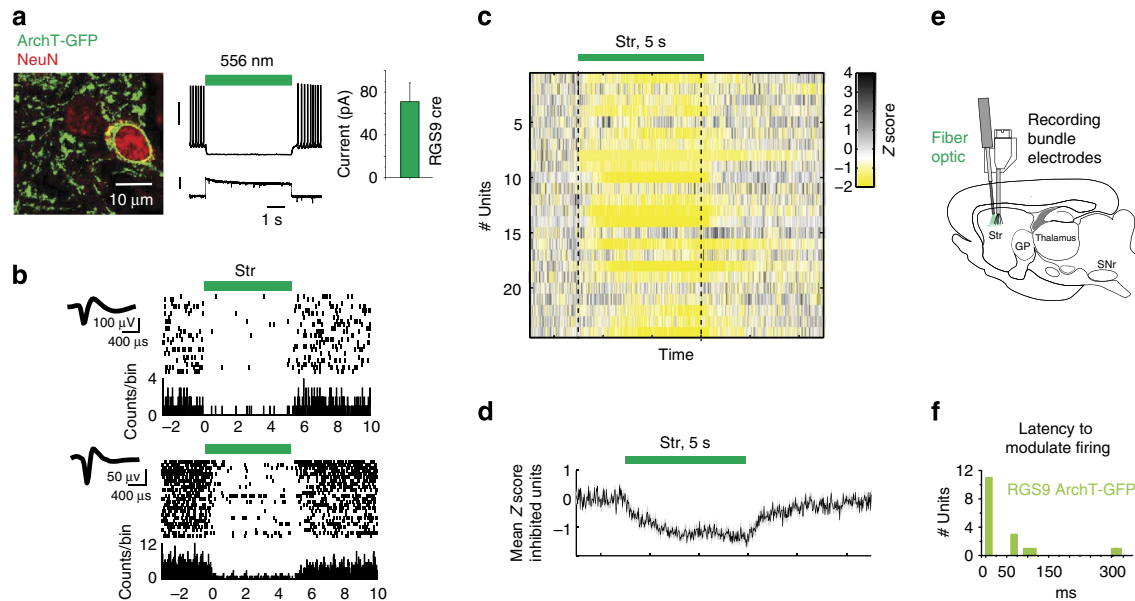 a
ArchT-GFP
NeuN
10 µm
556 nm
1 s
Current (pA)
80
40
0
RGS9 cre
b
Str
100 µV
400 µs
Counts/bin
4
0
−2 0 2 4 6 8 10
50 µv
400 µs
Counts/bin
12
0
−2 0 2 4 6 8 10
c
Str, 5 s
# Units
5
10
15
20
Time
Z score
4
3
2
1
0
−1
−2
d
Str, 5 s
Mean Z score
inhibited units
1
0
−1
e
Fiber
optic
Recording
bundle
electrodes
Str
GP
Thalamus
SNr
f
Latency to
modulate firing
RGS9 ArchT-GFP
# Units
12
8
4
0
0 50 150 300
ms